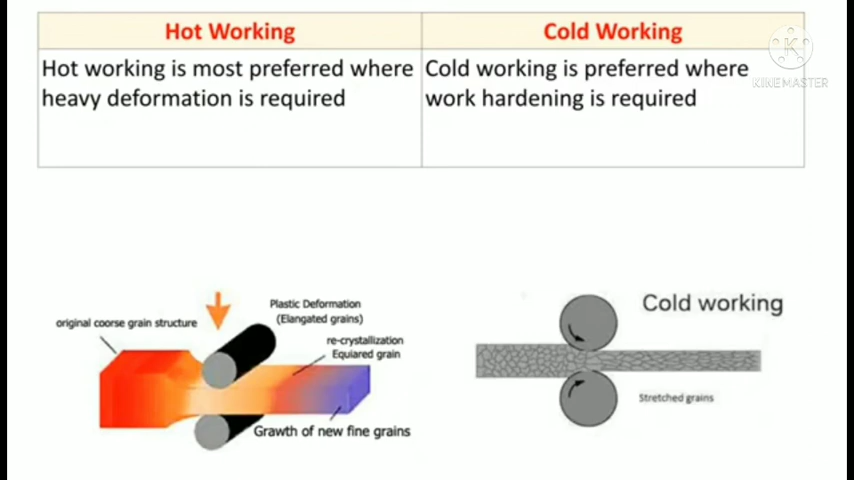 Hot Working
Cold Working
Hot working is most preferred where
heavy deformation is required
Cold working is preferred where
work hardening is required
K
KINEMASTER
original coorse grain structure
Plastic Deformation
(Elangated grains)
re-crystallization
Equiared grain
Grawth of new fine grains
Cold working
Stretched grains